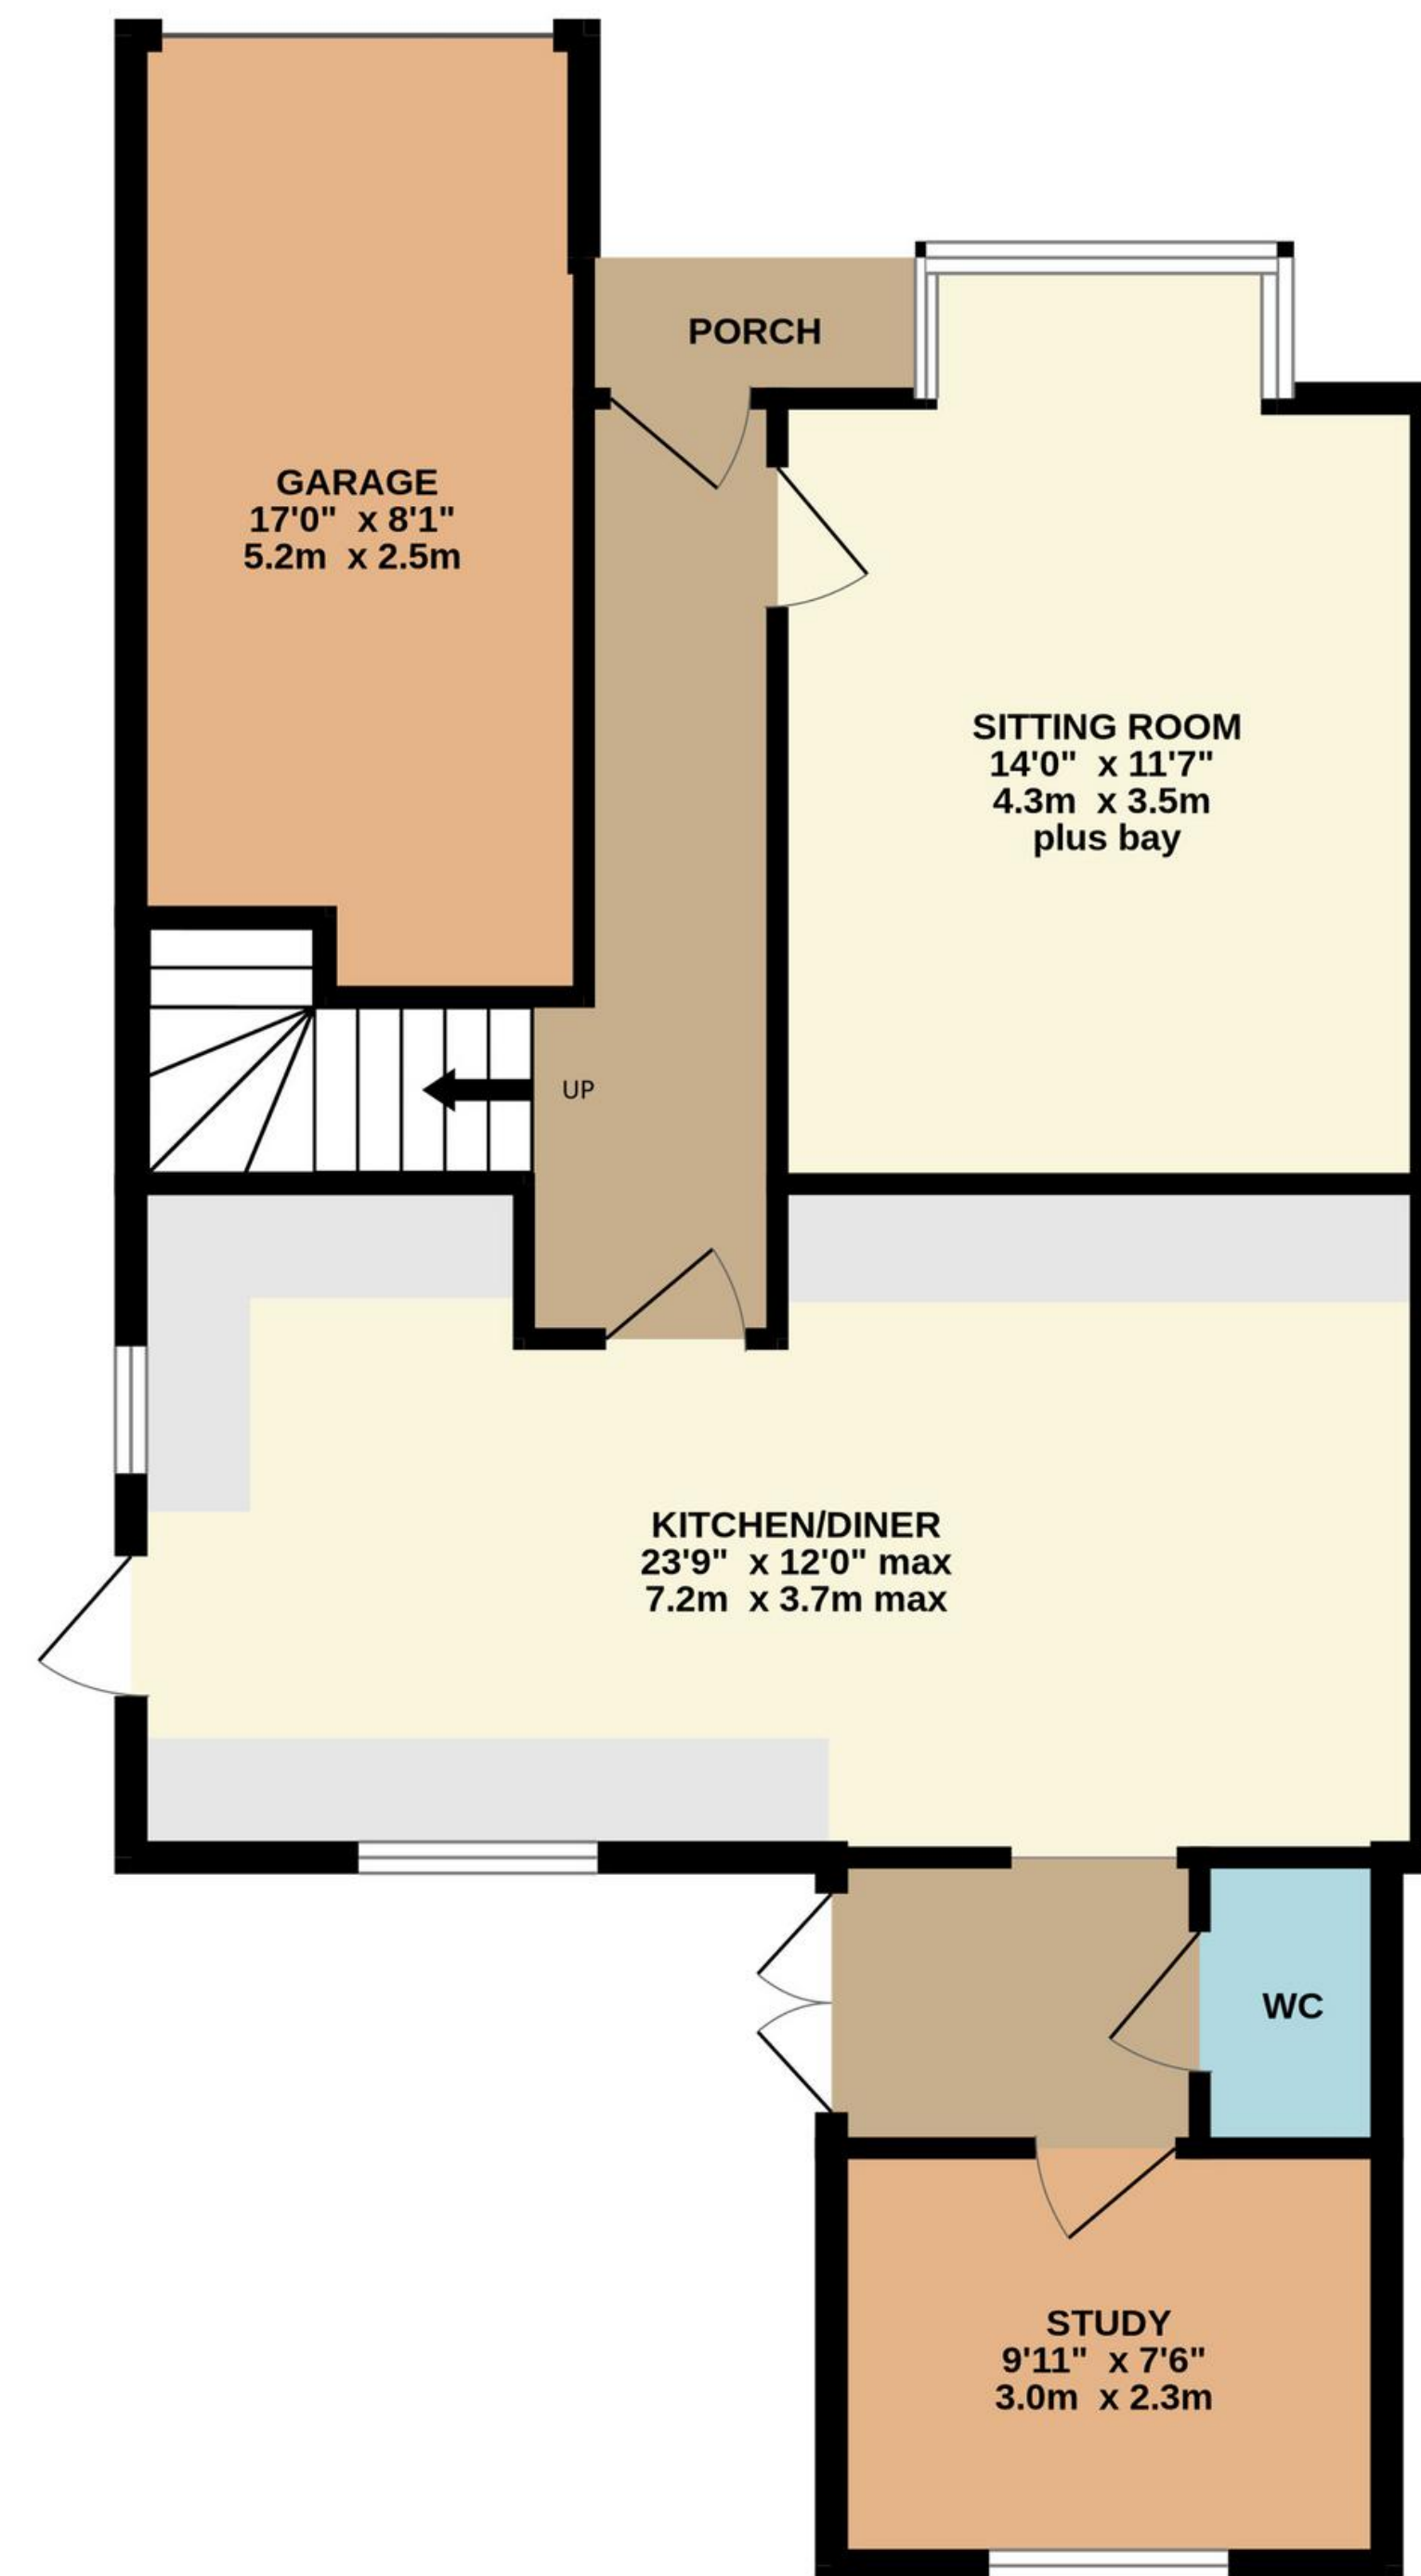 PORCH
GARAGE
17'0" x 8'1"
5.2m x 2.5m
SITTING ROOM
14'0" x 11'7"
4.3m x 3.5m
plus bay
UP
KITCHEN/DINER
23'9" x 12'0" max
7.2m x 3.7m max
WC
STUDY
9'11" x 7'6"
3.0m x 2.3m